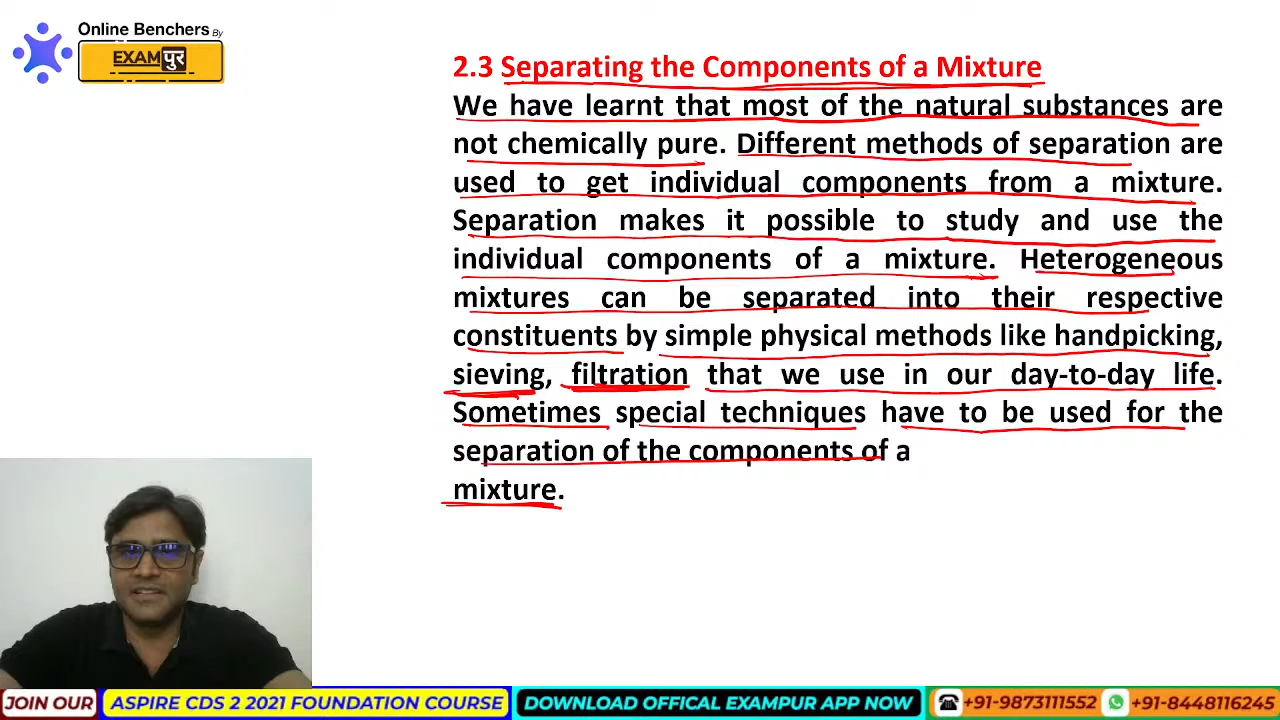 Online Benchers By
EXAMपुर
2.3 Separating the Components of a Mixture
We have learnt that most of the natural substances are
not chemically pure. Different methods of separation are
used to get individual components from a mixture.
Separation makes it possible to study and use the
individual components of a mixture. Heterogeneous
mixtures can be separated into their respective
constituents by simple physical methods like handpicking,
sieving, filtration that we use in our day-to-day life.
Sometimes special techniques have to be used for the
separation of the components of a
mixture.
JOIN OUR ASPIRE CDS 2 2021 FOUNDATION COURSE DOWNLOAD OFFICAL EXAMPUR APP NOW +91-9873111552 +91-8448116245